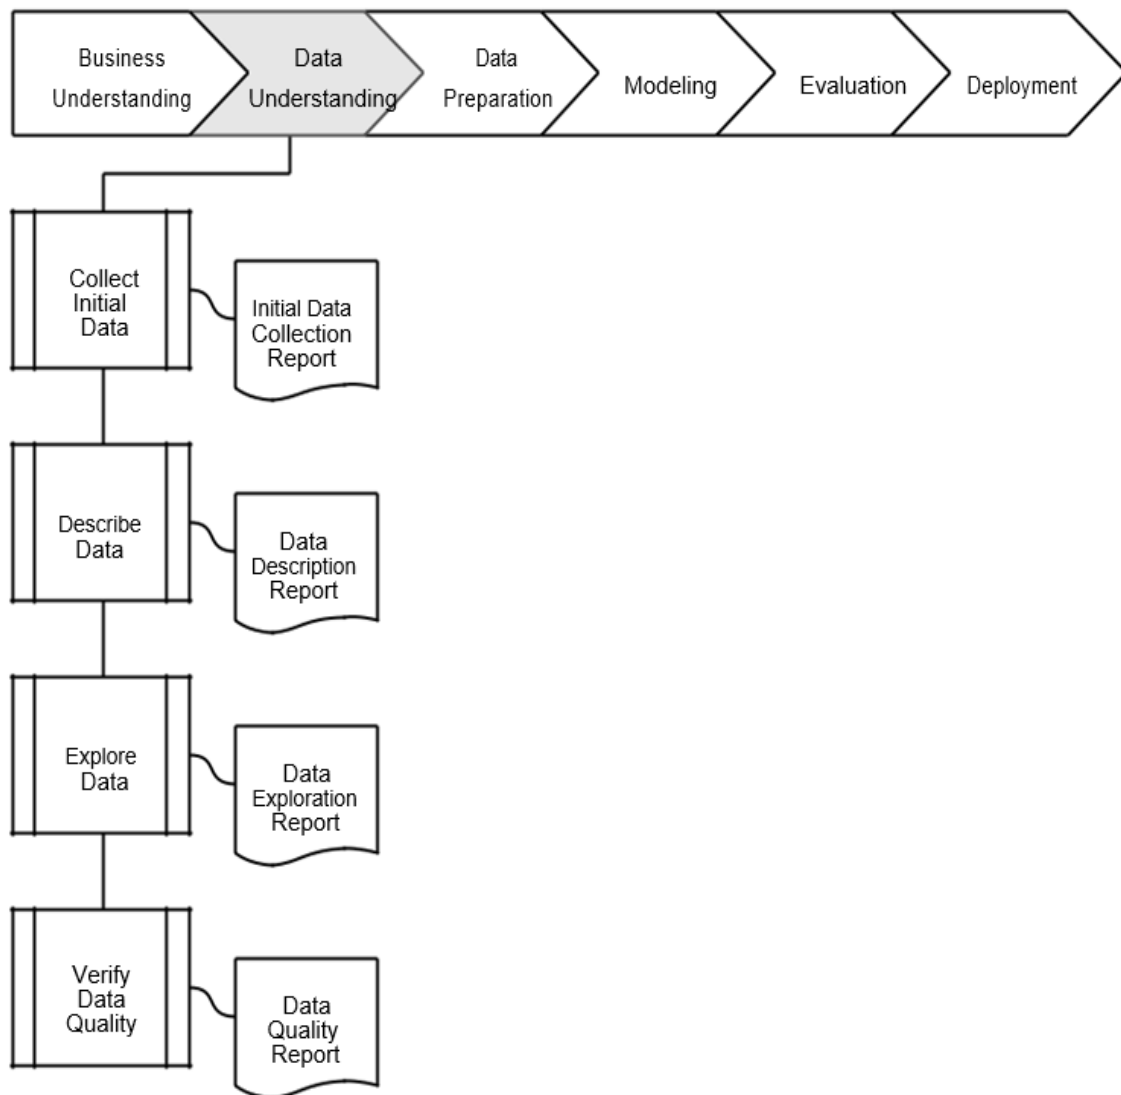 Business
Understanding
Data
Understanding
Data
Preparation
Modeling
Evaluation
Deployment
Collect
Initial
Data
Initial Data
Collection
Report
Describe
Data
Data
Description
Report
Explore
Data
Data
Exploration
Report
Verify
Data
Quality
Data
Quality
Report